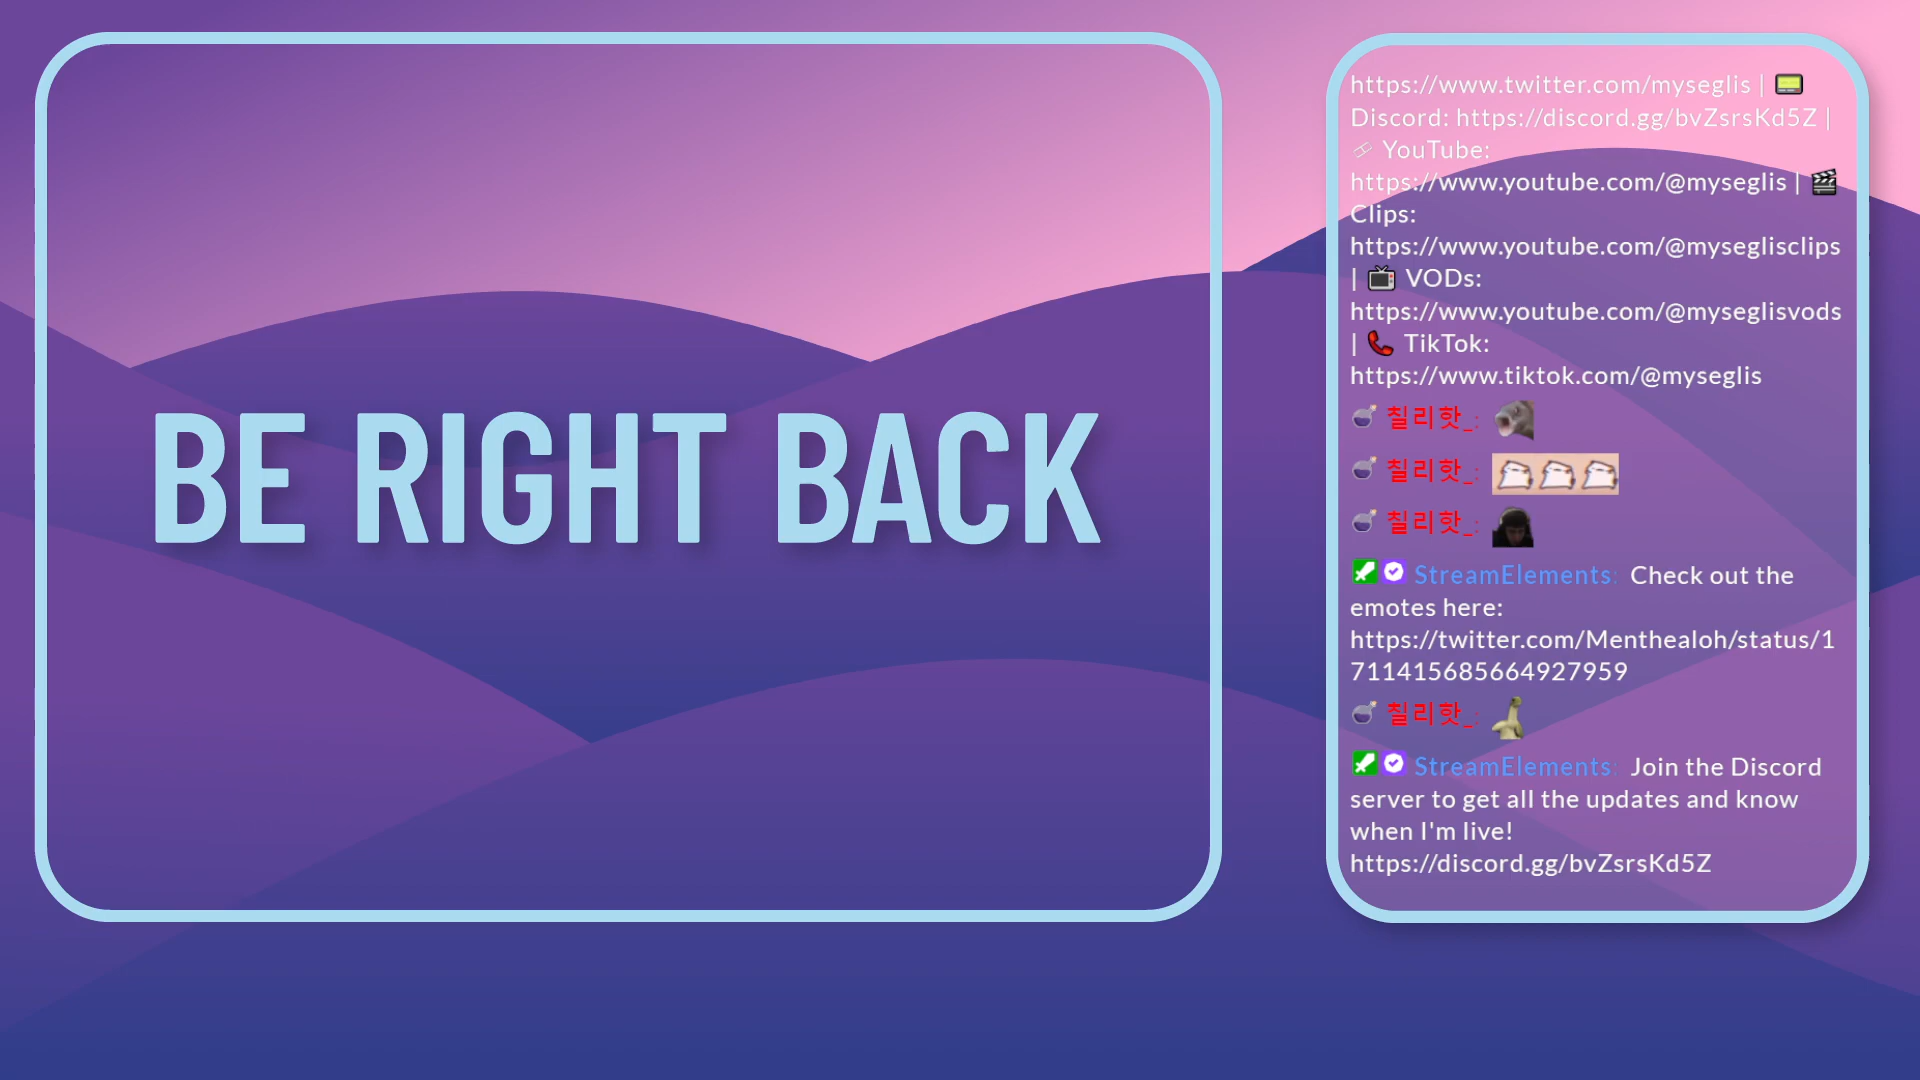 BE RIGHT BACK
https://www.twitter.com/myseglis |
Discord: https://discord.gg/bvZsrsKd5Z |
YouTube:
https://www.youtube.com/@myseglis |
Clips:
https://www.youtube.com/@myseglisclips
| VODs:
https://www.youtube.com/@myseglisvods
| TikTok:
https://www.tiktok.com/@myseglis
칠리핫_:
칠리핫_:
칠리핫_:
StreamElements: Check out the
emotes here:
https://twitter.com/Menthealoh/status/1
711415685664927959
칠리핫_:
StreamElements: Join the Discord
server to get all the updates and know
when I'm live!
https://discord.gg/bvZsrsKd5Z